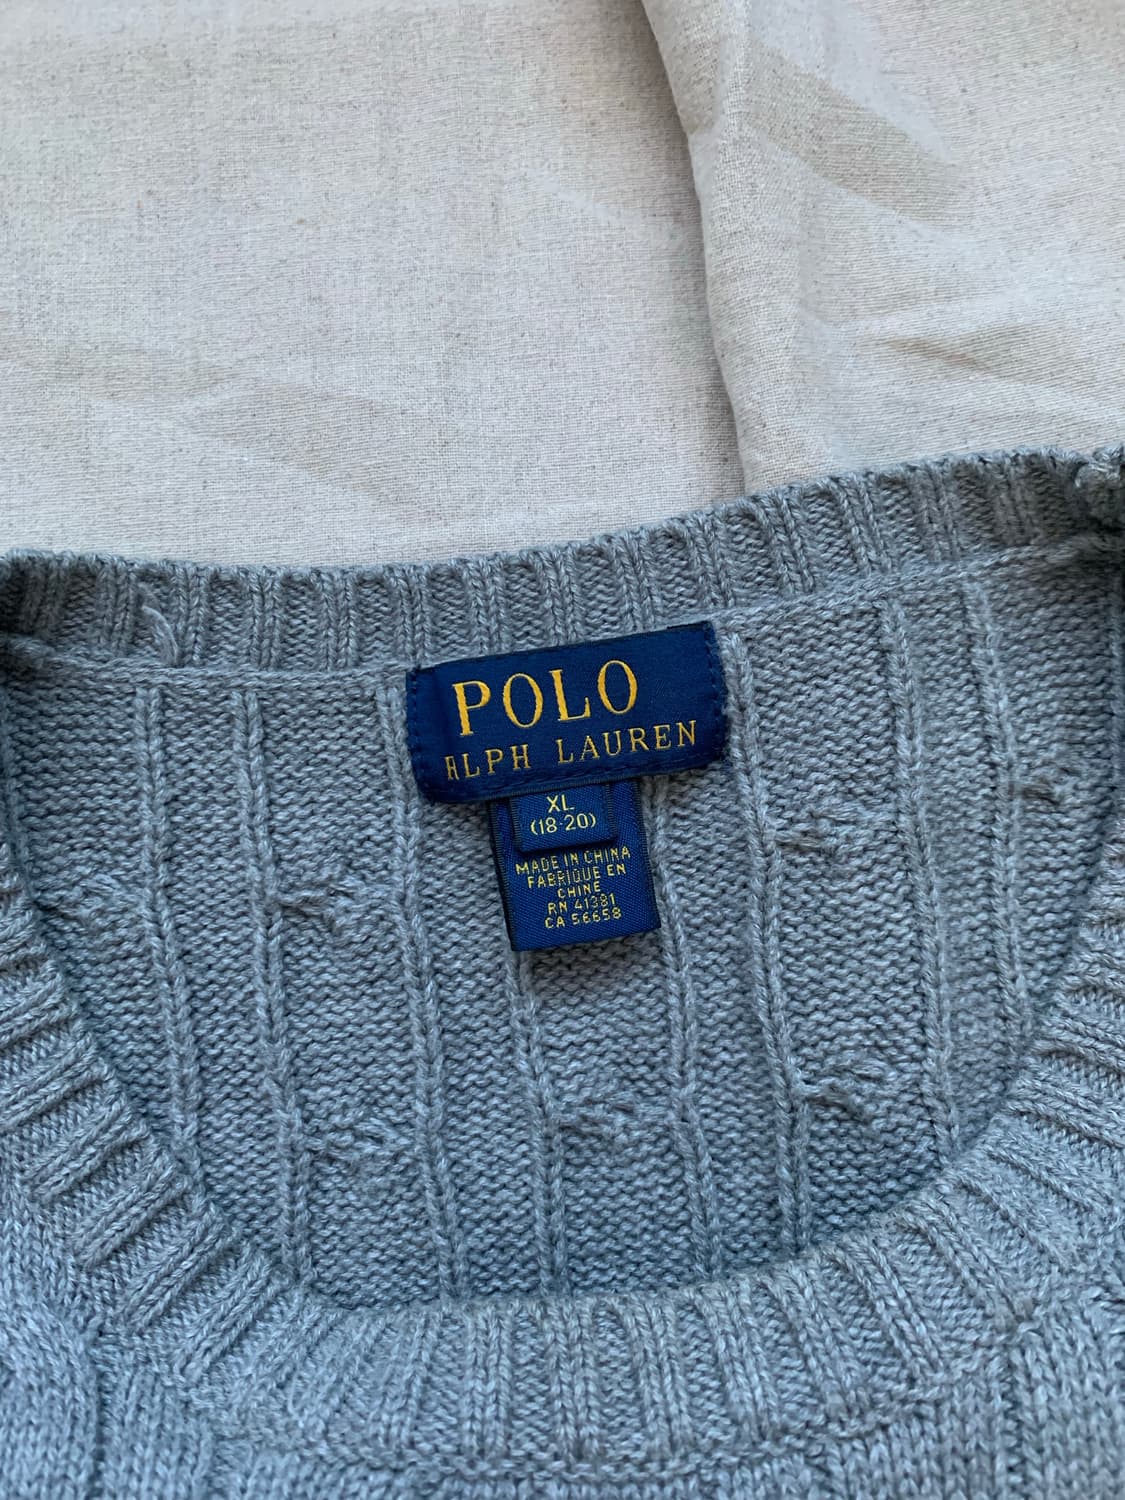 POLO
RALPH LAUREN
XL
(18-20)
MADE IN CHINA
FABRIQUE EN
CHINE
RN 41381
CA 56658